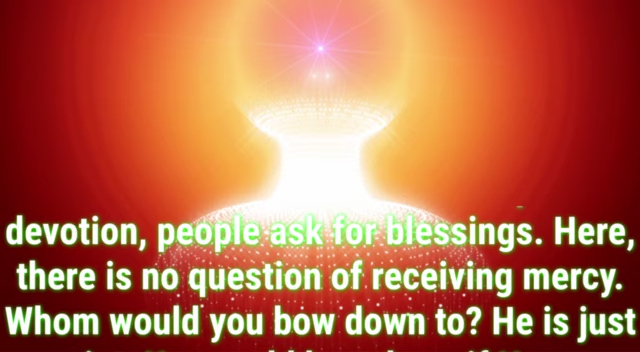 devotion, people ask for blessings. Here,
there is no question of receiving mercy.
Whom would you bow down to? He is just